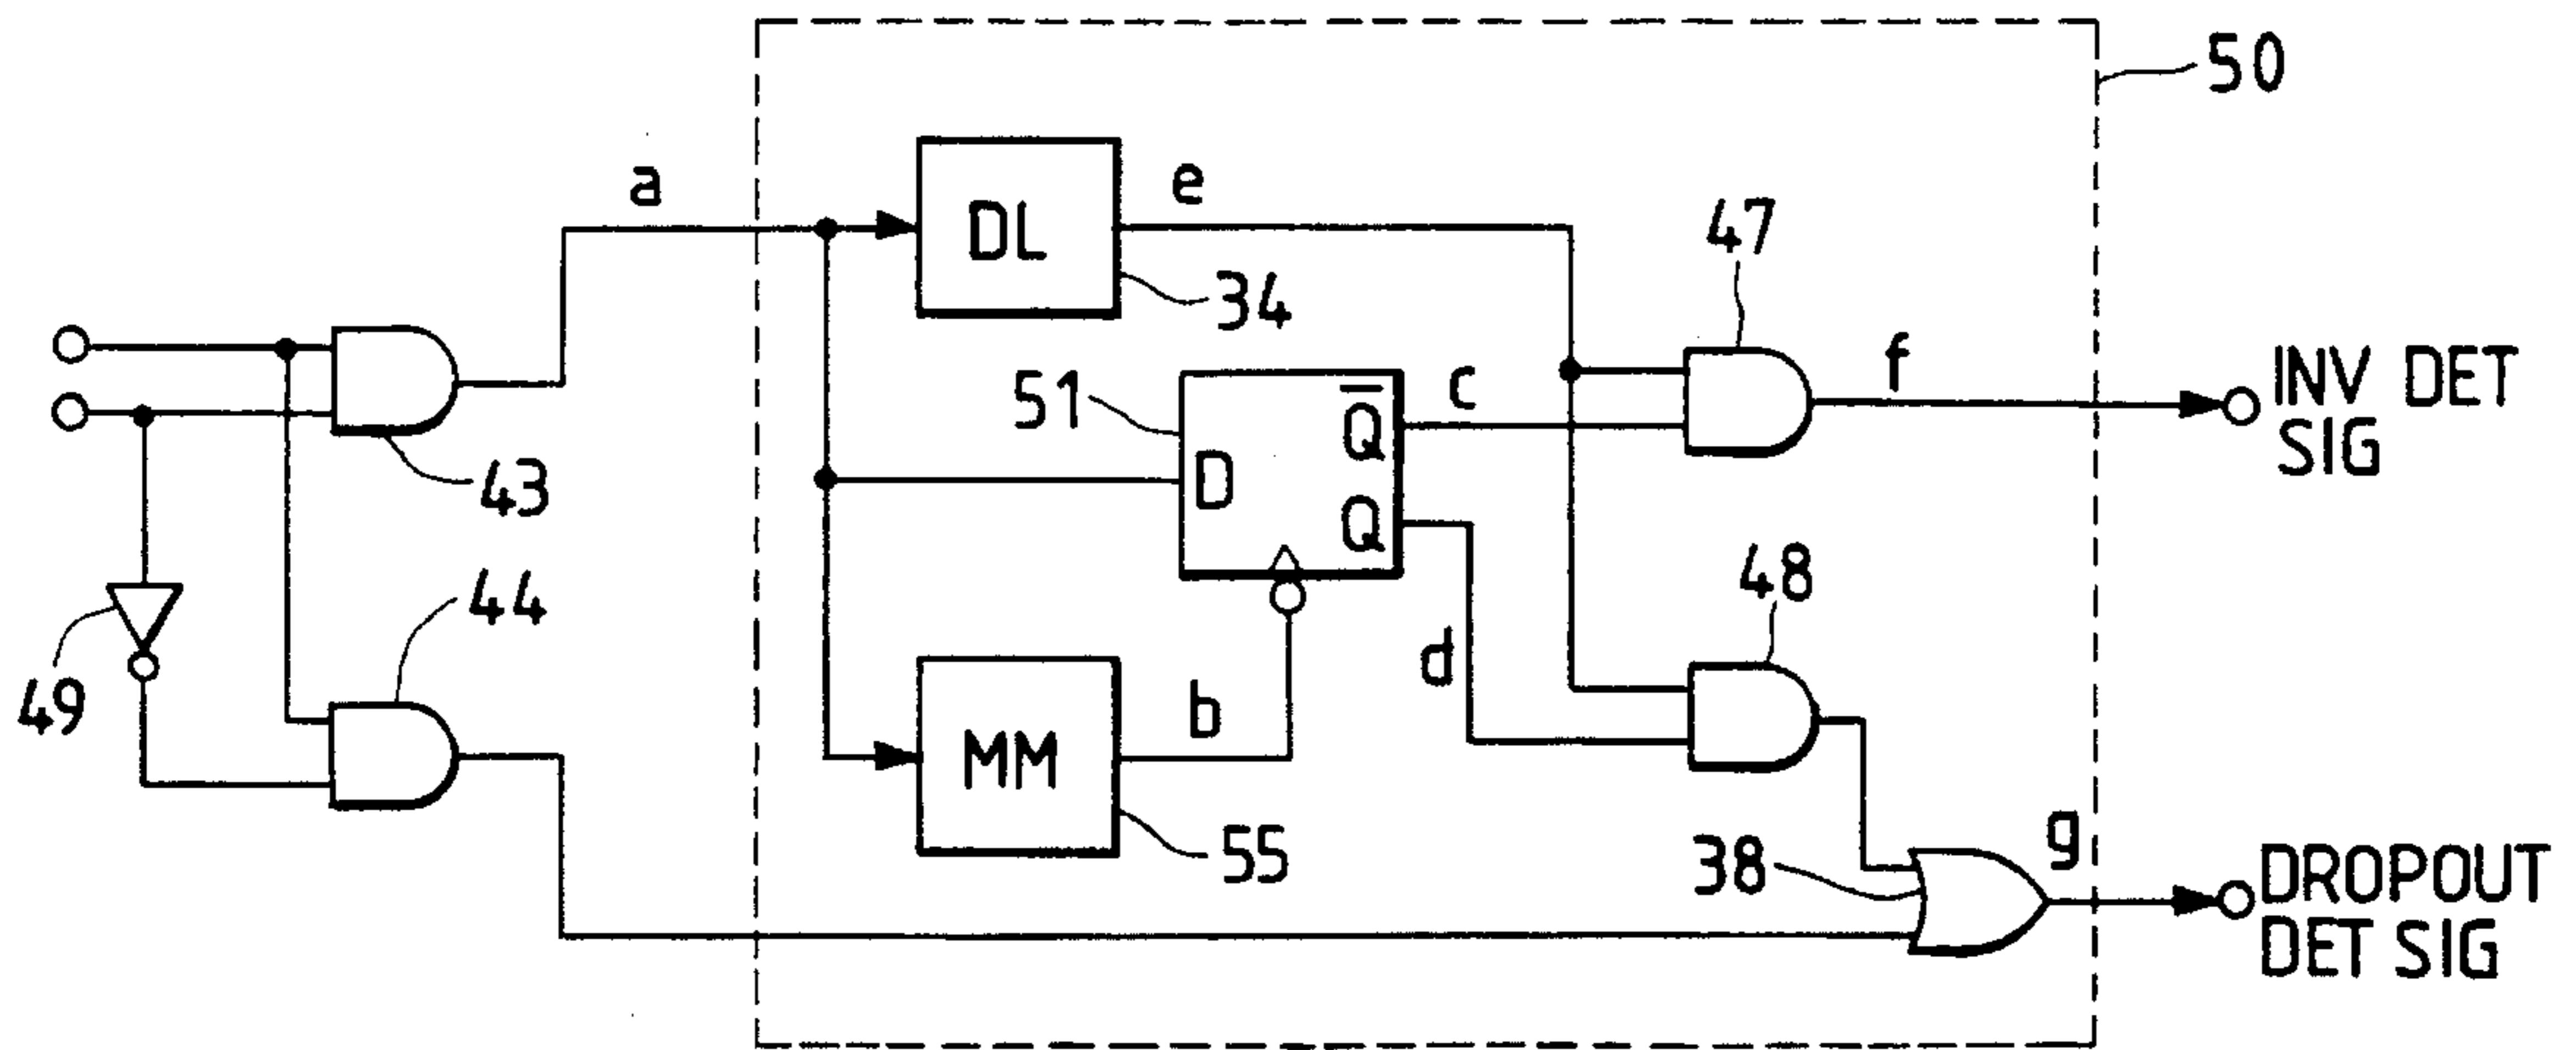 50
a
DL
e
34
47
43
51
D
Q̅
Q
c
f
INV DET
SIG
49
44
MM
b
55
d
48
38
g
DROPOUT
DET SIG